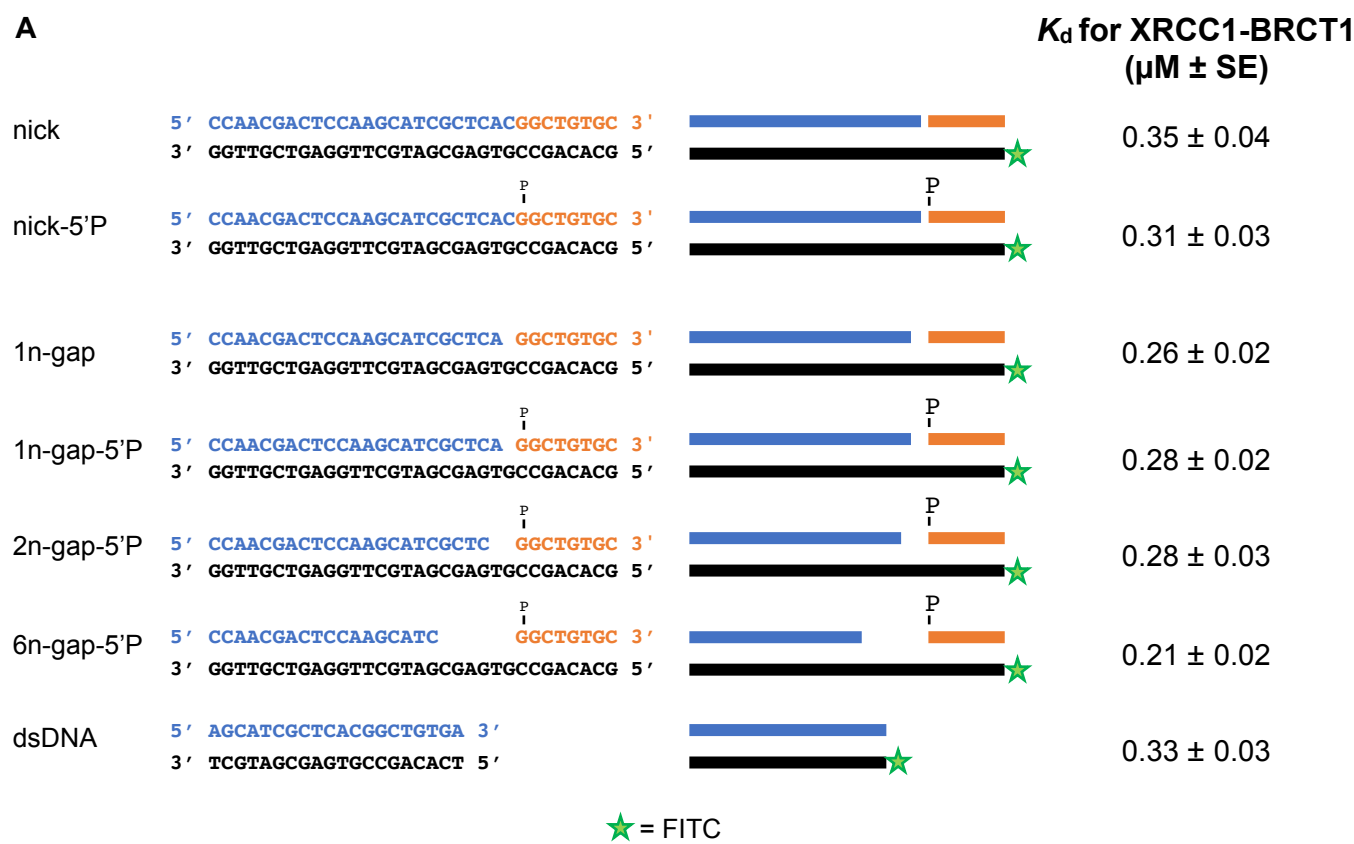 A
Kd for XRCC1-BRCT1
(µM ± SE)
nick
5′ CCAACGACTCCAAGCATCGCTCACGGCTGTGC 3'
3′ GGTTGCTGAGGTTCGTAGCGAGTGCCGACACG 5′
0.35 ± 0.04
P
P
nick-5’P
5′ CCAACGACTCCAAGCATCGCTCACGGCTGTGC 3'
3′ GGTTGCTGAGGTTCGTAGCGAGTGCCGACACG 5′
0.31 ± 0.03
1n-gap
5′ CCAACGACTCCAAGCATCGCTCA GGCTGTGC 3'
3′ GGTTGCTGAGGTTCGTAGCGAGTGCCGACACG 5′
0.26 ± 0.02
P
P
1n-gap-5’P
5′ CCAACGACTCCAAGCATCGCTCA GGCTGTGC 3'
3′ GGTTGCTGAGGTTCGTAGCGAGTGCCGACACG 5′
0.28 ± 0.02
P
P
2n-gap-5’P
5′ CCAACGACTCCAAGCATCGCTC GGCTGTGC 3'
3′ GGTTGCTGAGGTTCGTAGCGAGTGCCGACACG 5′
0.28 ± 0.03
P
P
6n-gap-5’P
5′ CCAACGACTCCAAGCATC GGCTGTGC 3′
3′ GGTTGCTGAGGTTCGTAGCGAGTGCCGACACG 5′
0.21 ± 0.02
dsDNA
5′ AGCATCGCTCACGGCTGTGA 3′
3′ TCGTAGCGAGTGCCGACACT 5′
0.33 ± 0.03
= FITC